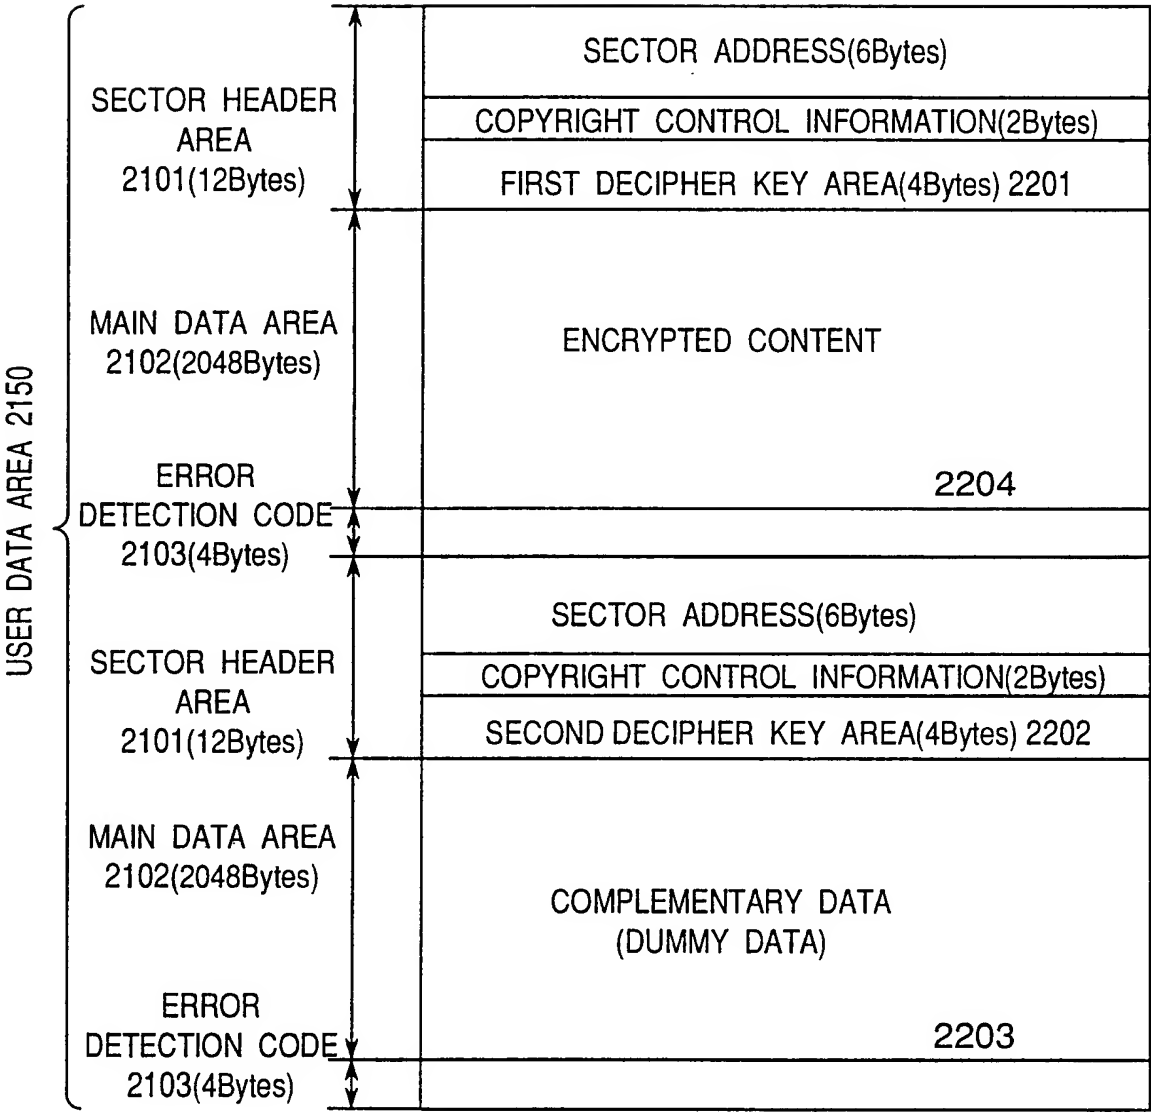 USER DATA AREA 2150
SECTOR HEADER
AREA
2101(12Bytes)
SECTOR ADDRESS(6Bytes)
COPYRIGHT CONTROL INFORMATION(2Bytes)
FIRST DECIPHER KEY AREA(4Bytes) 2201
MAIN DATA AREA
2102(2048Bytes)
ENCRYPTED CONTENT
2204
ERROR
DETECTION CODE
2103(4Bytes)
SECTOR HEADER
AREA
2101(12Bytes)
SECTOR ADDRESS(6Bytes)
COPYRIGHT CONTROL INFORMATION(2Bytes)
SECOND DECIPHER KEY AREA(4Bytes) 2202
MAIN DATA AREA
2102(2048Bytes)
COMPLEMENTARY DATA
(DUMMY DATA)
2203
ERROR
DETECTION CODE
2103(4Bytes)